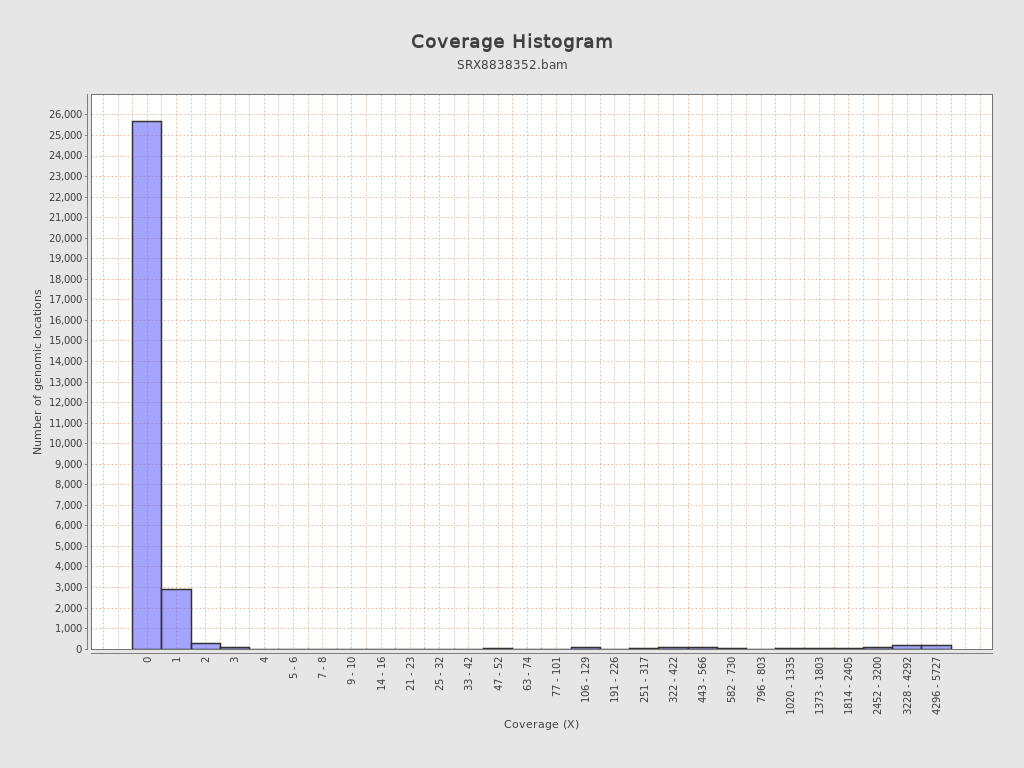 Coverage Histogram
SRX8838352.bam
26,000
25,000
24,000
23,000
22,000
21,000
20,000
19,000
18,000
17,000
16,000
15,000
14,000
13,000
12,000
11,000
10,000
9,000
8,000
7,000
6,000
5,000
4,000
3,000
2,000
1,000
0
Number of genomic locations
0
1
2
3
4
5 - 6
7 - 8
9 - 10
14 - 16
21 - 23
25 - 32
33 - 42
47 - 52
63 - 74
77 - 101
106 - 129
191 - 226
251 - 317
322 - 422
443 - 566
582 - 730
796 - 803
1020 - 1335
1373 - 1803
1814 - 2405
2452 - 3200
3228 - 4292
4296 - 5727
Coverage (X)